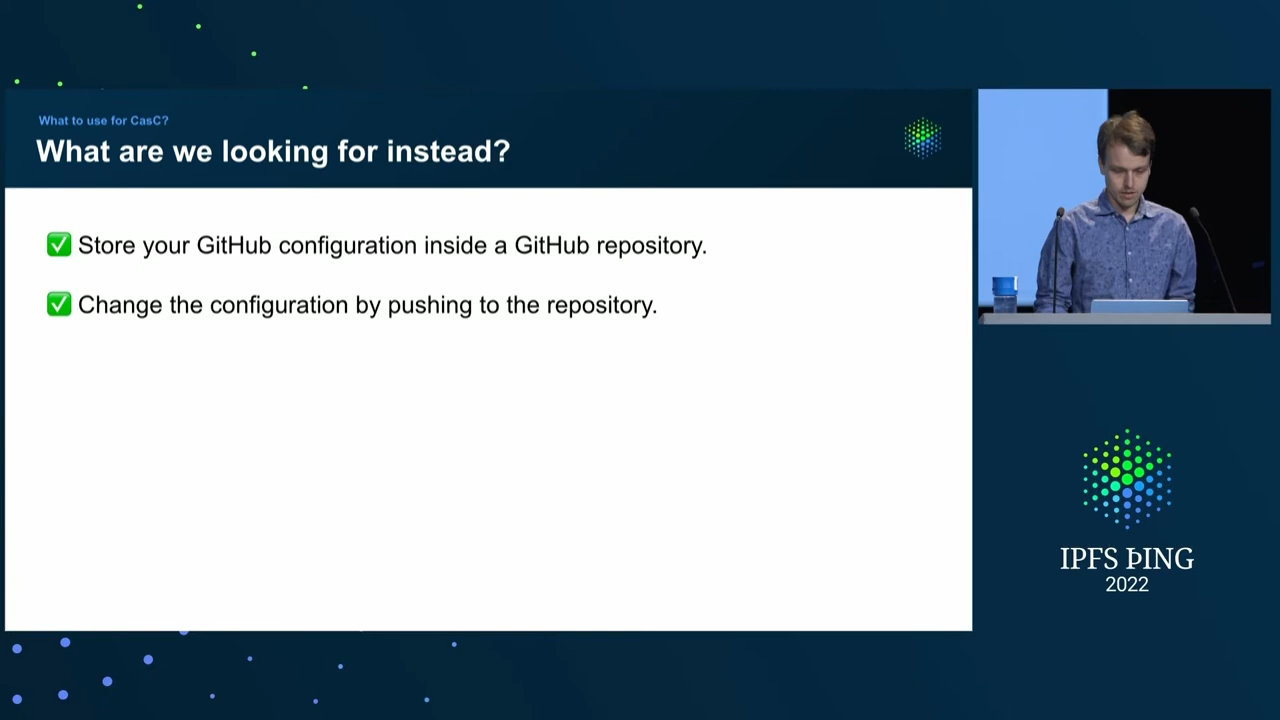 What to use for CasC?
What are we looking for instead?
✅ Store your GitHub configuration inside a GitHub repository.
✅ Change the configuration by pushing to the repository.
IPFS ÞING
2022